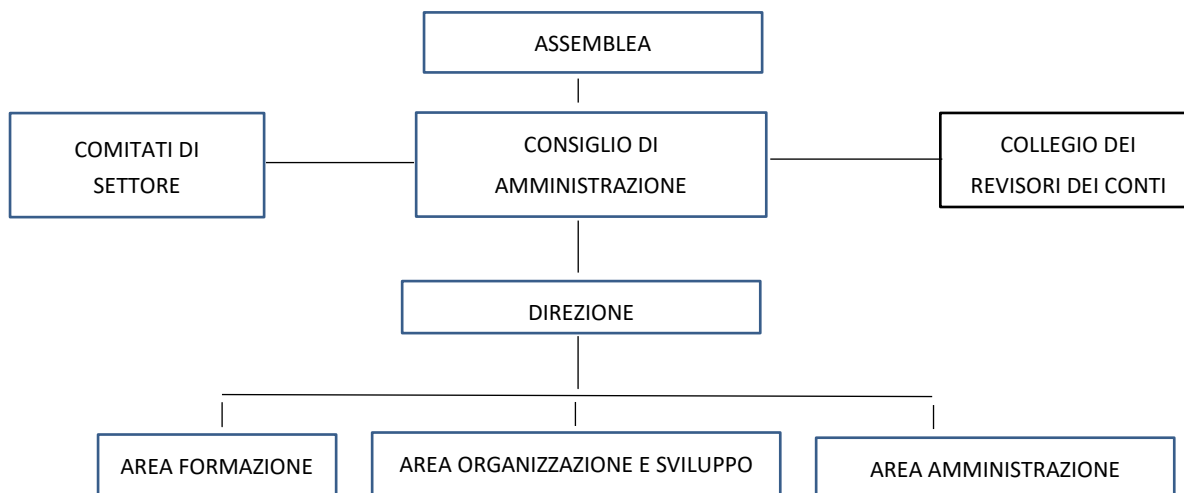 ASSEMBLEA
COMITATI DI
SETTORE
CONSIGLIO DI
AMMINISTRAZIONE
COLLEGIO DEI
REVISORI DEI CONTI
DIREZIONE
AREA FORMAZIONE
AREA ORGANIZZAZIONE E SVILUPPO
AREA AMMINISTRAZIONE